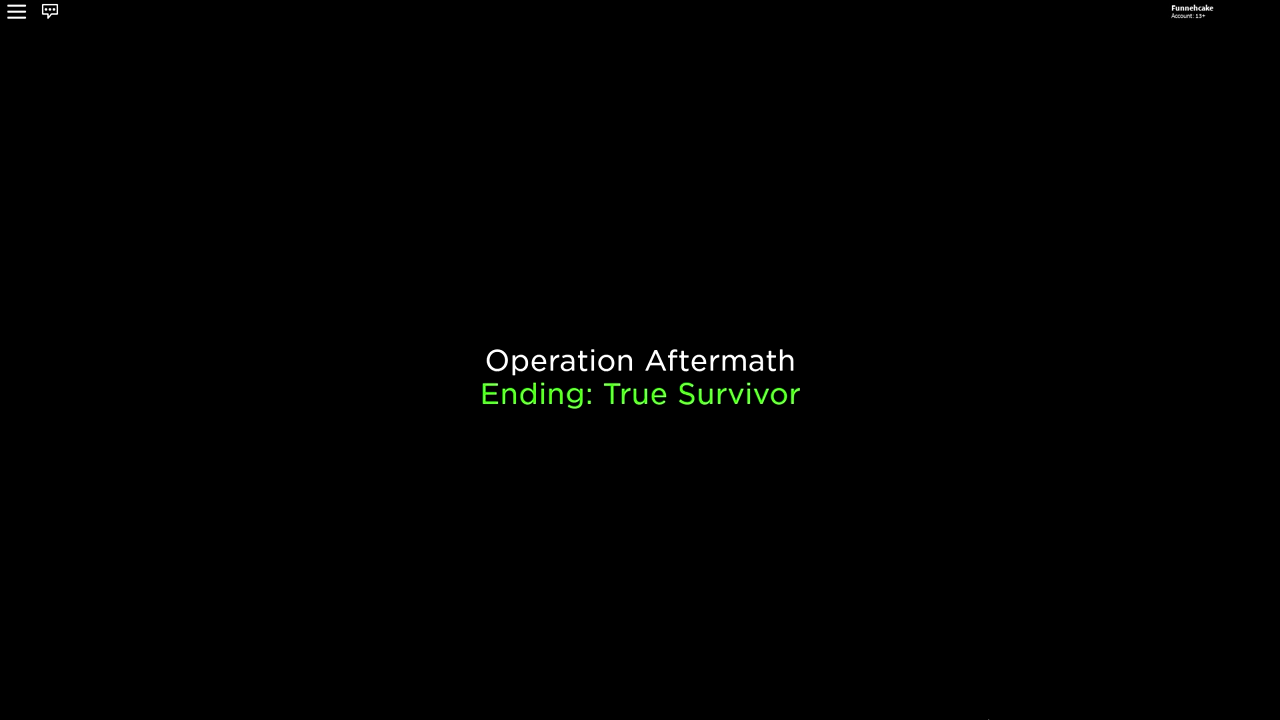 Funnehcake
Account: 13+
Operation Aftermath
Ending: True Survivor